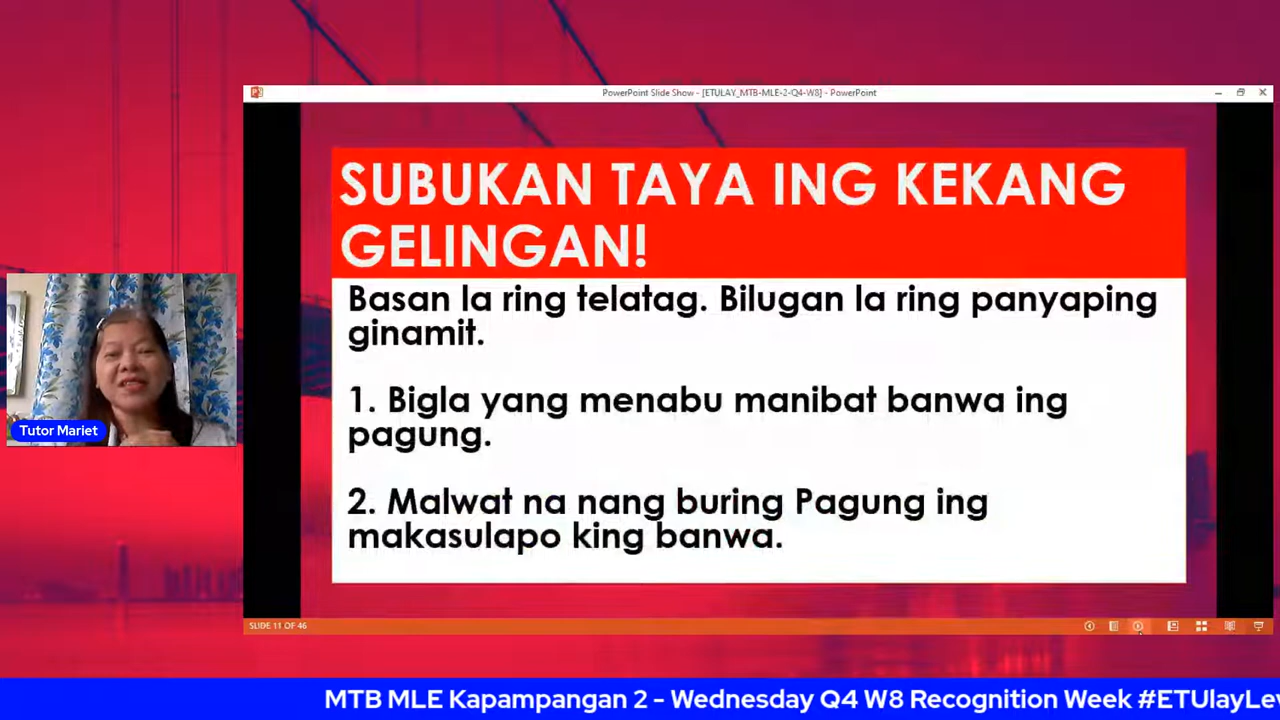 PowerPoint Slide Show - [ETULAY_MTB-MLE-2-Q4-W8] - PowerPoint
SUBUKAN TAYA ING KEKANG
GELINGAN!
Basan la ring telatag. Bilugan la ring panyaping
ginamit.
1. Bigla yang menabu manibat banwa ing
pagung.
2. Malwat na nang buring Pagung ing
makasulapo king banwa.
Tutor Mariet
SLIDE 11 OF 46
MTB MLE Kapampangan 2 - Wednesday Q4 W8 Recognition Week #ETUlayLev